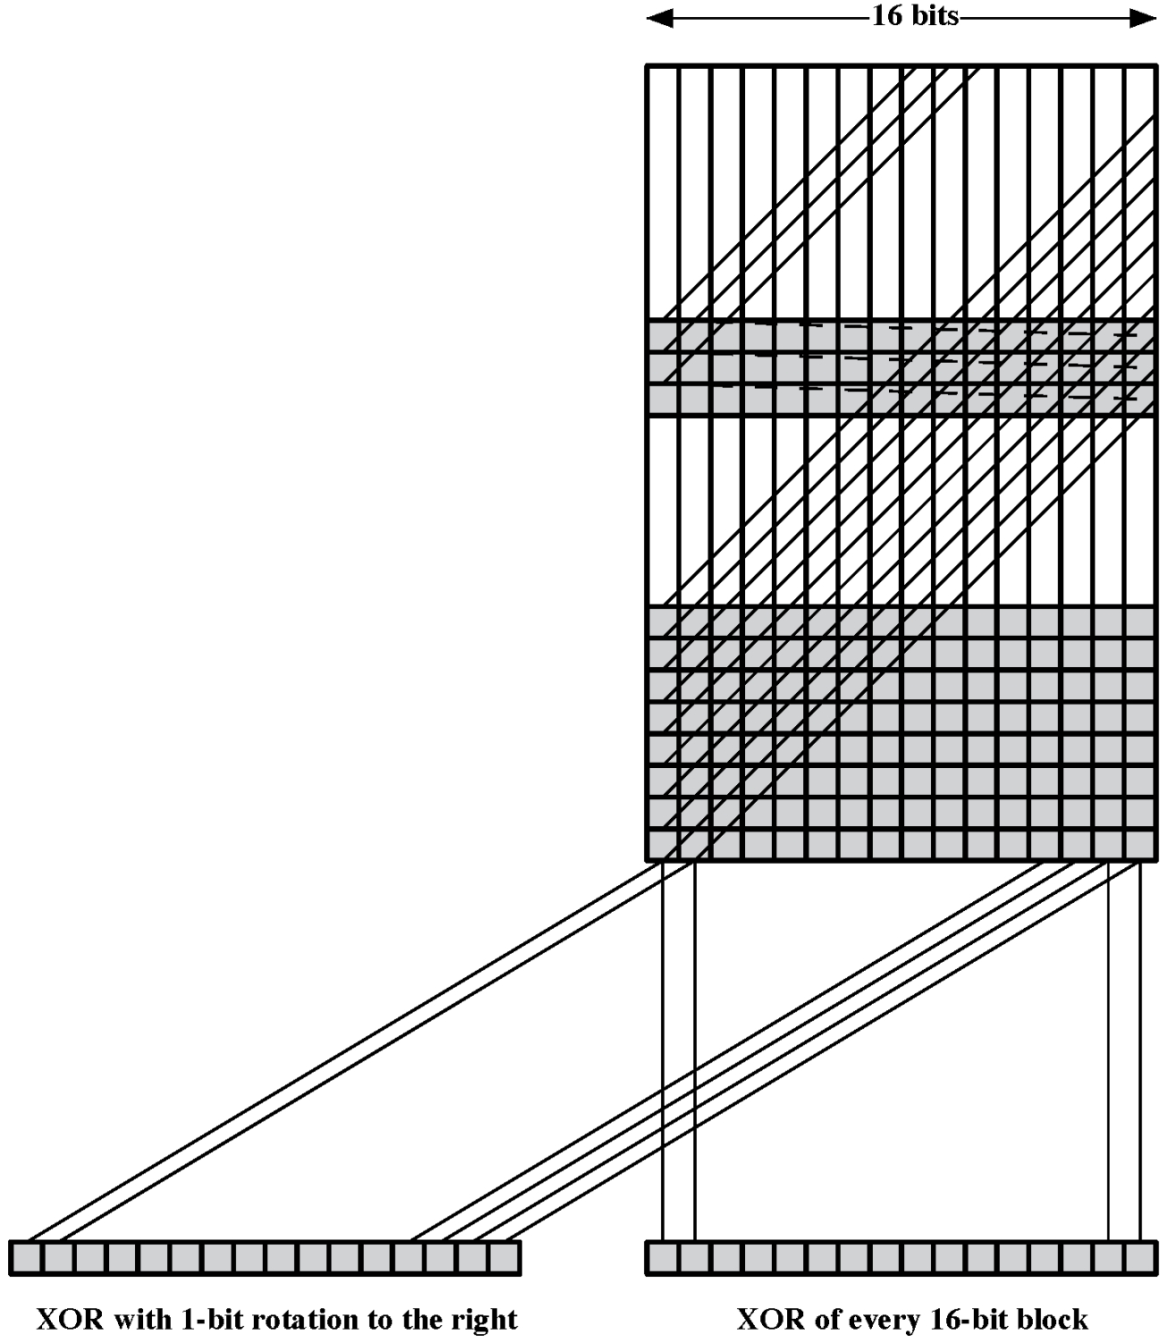 16 bits
XOR with 1-bit rotation to the right
XOR of every 16-bit block